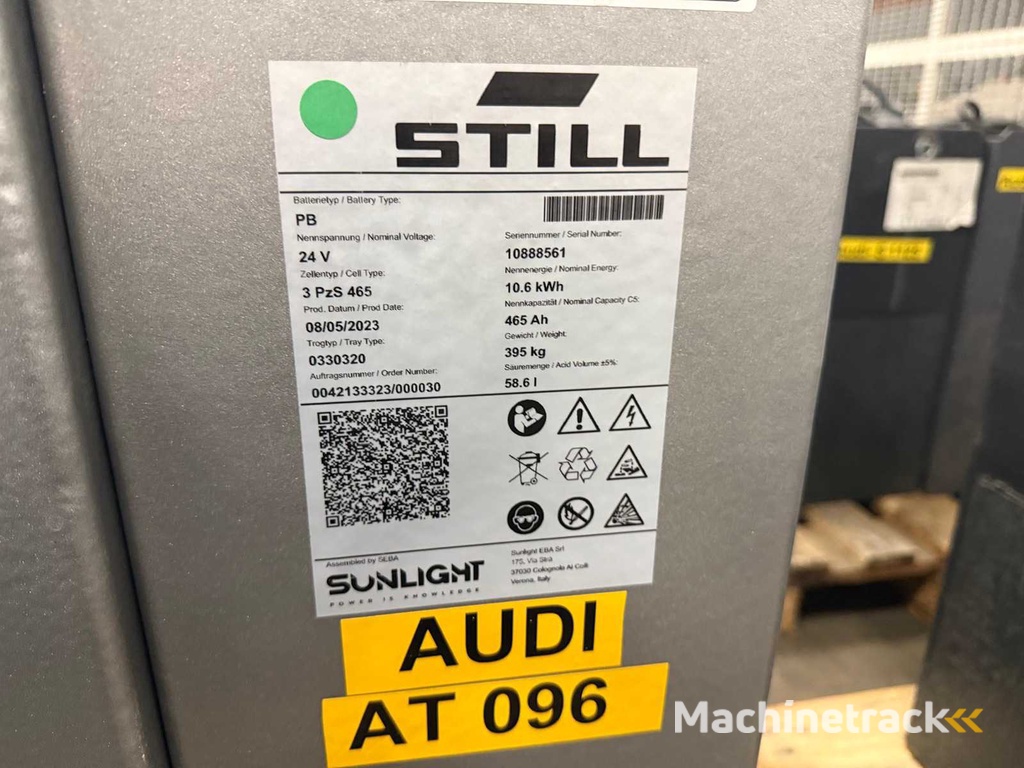 STILL
Batterietyp / Battery Type:
PB
Nennspannung / Nominal Voltage:
24 V
Zellentyp / Cell Type:
3 PzS 465
Prod. Datum / Prod Date:
08/05/2023
Trogtyp / Tray Type:
0330320
Auftragsnummer / Order Number:
0042133323/000030
Seriennummer / Serial Number:
10888561
Nennenergie / Nominal Energy:
10.6 kWh
Nennkapazität / Nominal Capacity C5:
465 Ah
Gewicht / Weight:
395 kg
Säuremenge / Acid Volume ±5%:
58.6 l
Assembled by SEBA
SUNLIGHT
POWER IS KNOWLEDGE
Sunlight EBA Srl
175, Via Strà
37030 Colognola Ai Colli
Verona, Italy
AUDI
AT 096
Machinetrack